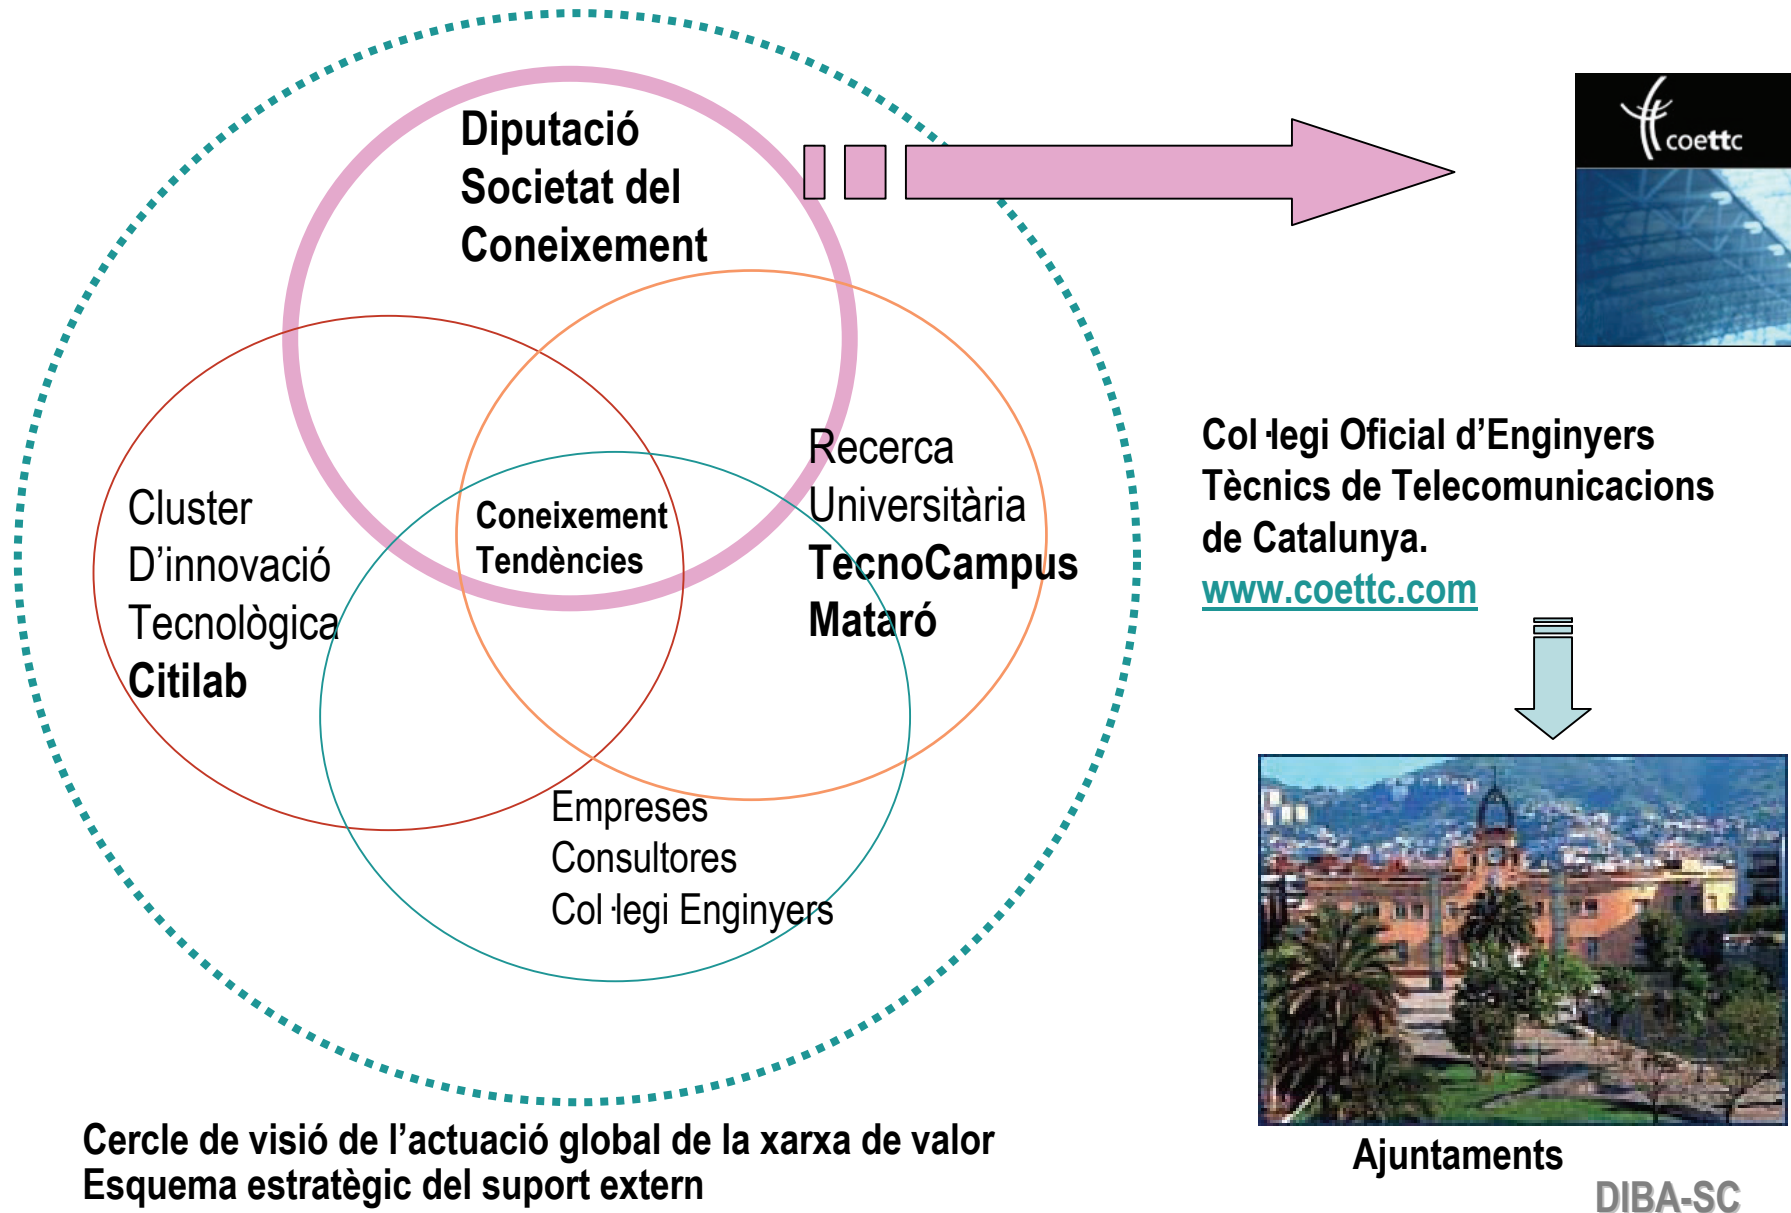 Diputació
Societat del
Coneixement
coettc
Cluster
D’innovació
Tecnològica
Citilab
Coneixement
Tendències
Recerca
Universitària
TecnoCampus
Mataró
Empreses
Consultores
Col·legi Enginyers
Col·legi Oficial d’Enginyers
Tècnics de Telecomunicacions
de Catalunya.
www.coettc.com
Ajuntaments
Cercle de visió de l’actuació global de la xarxa de valor
Esquema estratègic del suport extern
DIBA-SC